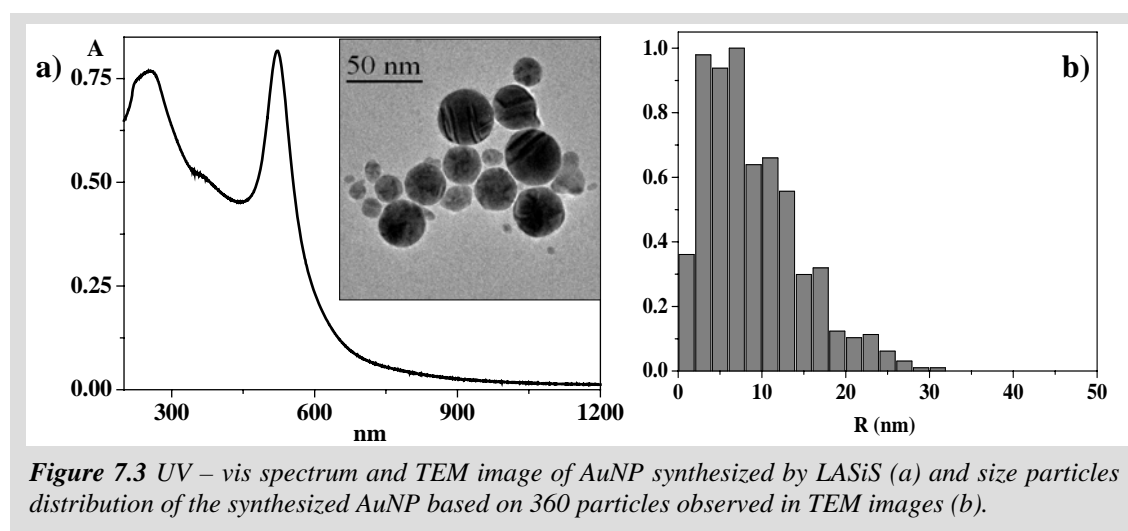 a)
A
0.75
0.50
0.25
0.00
300 600 900 1200
nm
50 nm
b)
1.0
0.8
0.6
0.4
0.2
0.0
0 10 20 30 40 50
R (nm)
Figure 7.3 UV – vis spectrum and TEM image of AuNP synthesized by LASiS (a) and size particles
distribution of the synthesized AuNP based on 360 particles observed in TEM images (b).